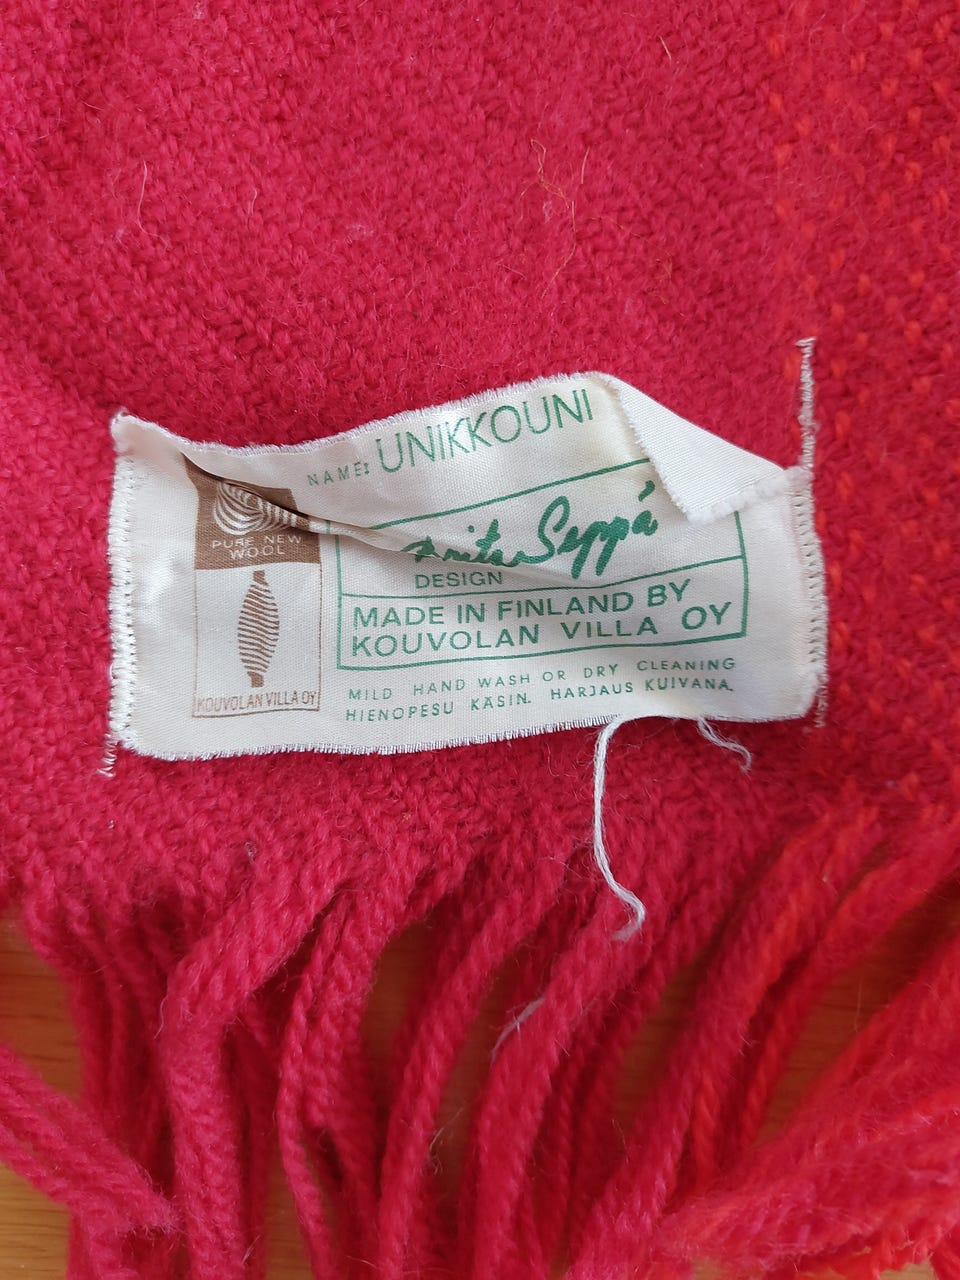 NAME: UNIKKOUNI
PURE NEW
WOOL
Seppä
DESIGN
MADE IN FINLAND BY
KOUVOLAN VILLA OY
KOUVOLAN VILLA OY
MILD HAND WASH OR DRY CLEANING
HIENOPESU KÄSIN. HARJAUS KUIVANA.